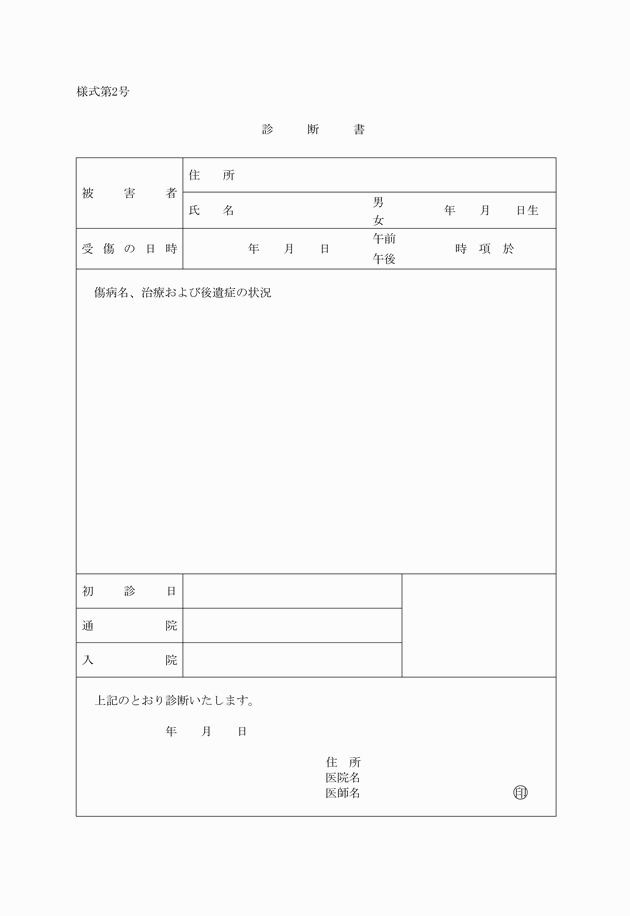 様式第2号
診　断　書
被　害　者
住　所
氏　名　男　女　年　月　日生
受傷の日時　年　月　日　午前　午後　時　項　於
傷病名、治療および後遺症の状況
初　診　日
通　院
入　院
上記のとおり診断いたします。
年　月　日
住　所
医院名
医師名　㊞